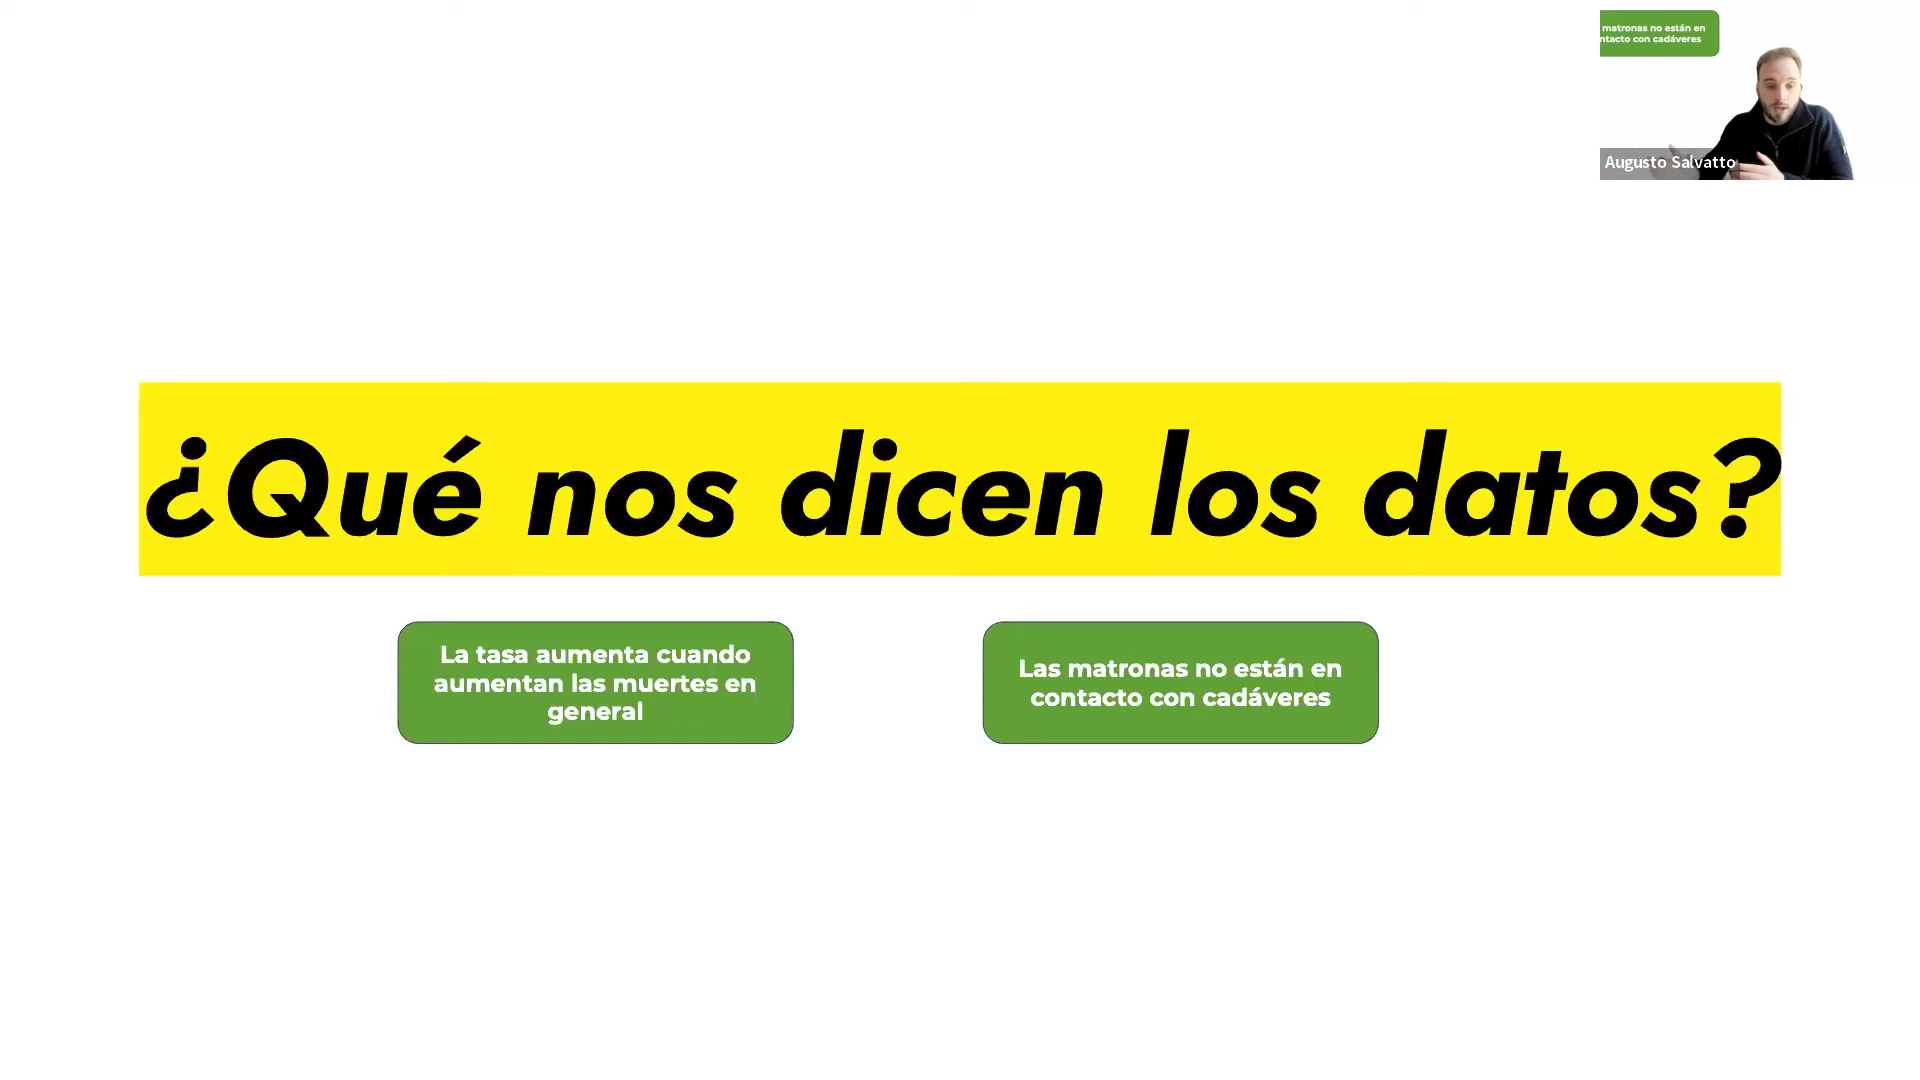 matronas no están en
ntacto con cadáveres
Augusto Salvatto
¿Qué nos dicen los datos?
La tasa aumenta cuando
aumentan las muertes en
general
Las matronas no están en
contacto con cadáveres